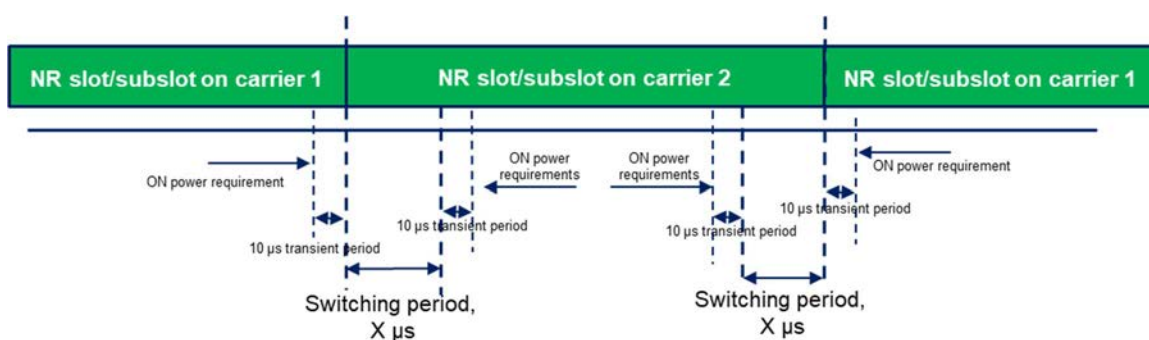 NR slot/subslot on carrier 1
NR slot/subslot on carrier 2
NR slot/subslot on carrier 1
ON power requirement
ON power
requirements
ON power
requirements
ON power requirement
10 µs transient period
10 µs transient period
10 µs transient period
10 µs transient period
Switching period,
X µs
Switching period,
X µs